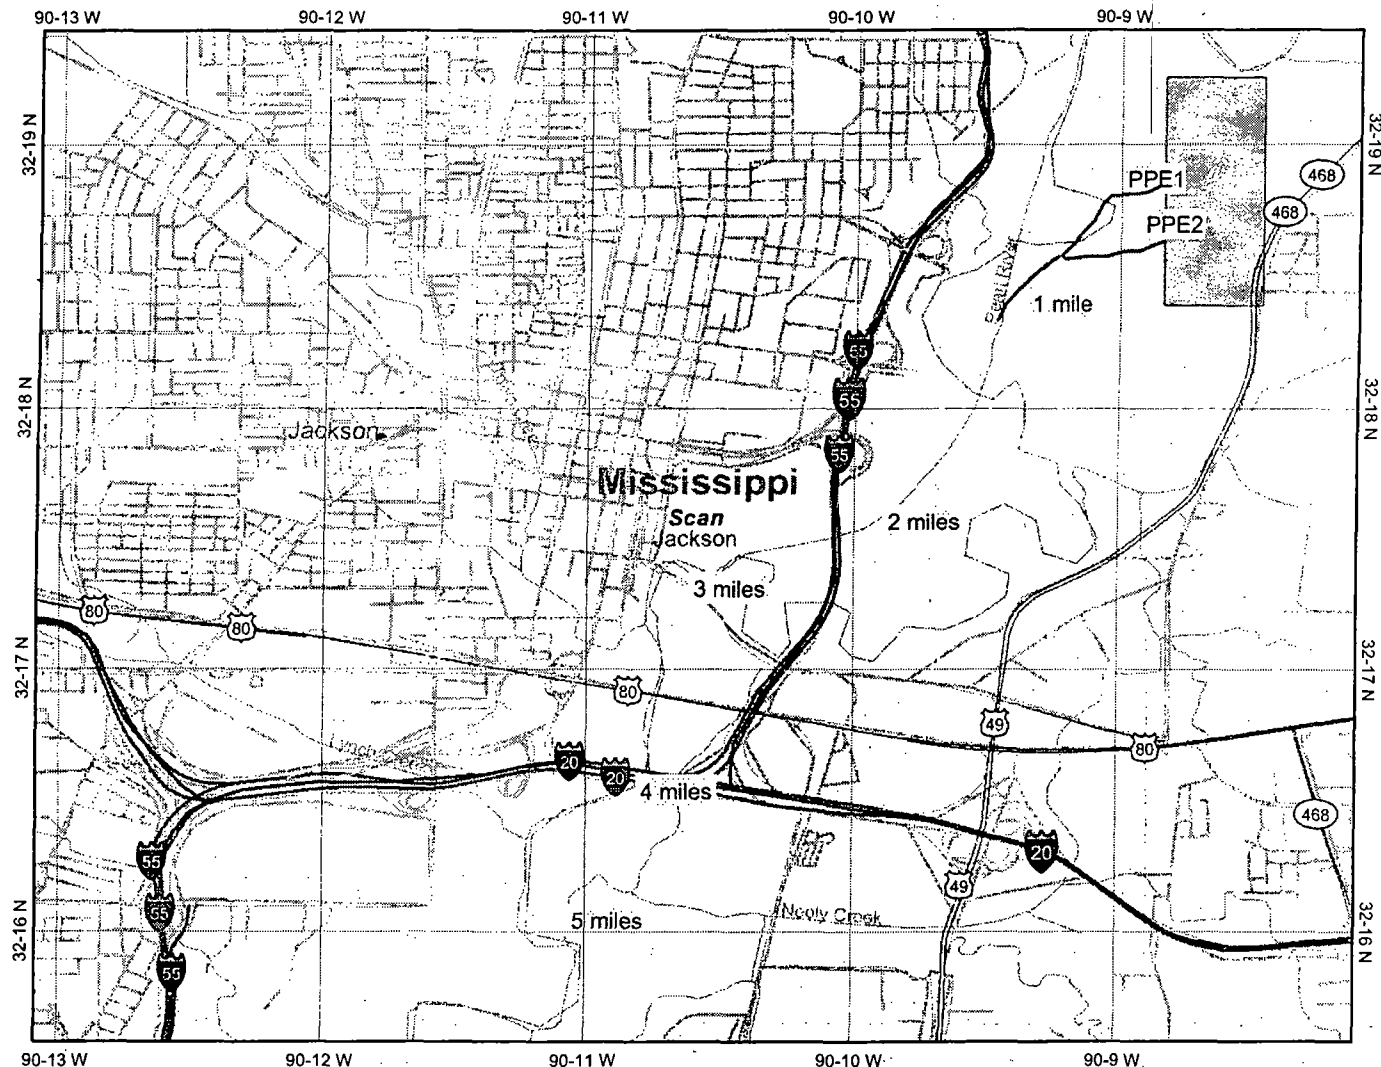 90-13 W
90-12 W
90-11 W
90-10 W
90-9 W
32-19 N
32-19 N
468
PPE1
468
PPE2
Pearl River
1 mile
55
55
32-18 N
32-18 N
Jackson
55
Mississippi
Scan
Jackson
2 miles
3 miles
80
80
32-17 N
32-17 N
80
49
80
Lynch
20
20
4 miles
468
55
20
49
55
Neely Creek
5 miles
32-16 N
32-16 N
55
90-13 W
90-12 W
90-11 W
90-10 W
90-9 W